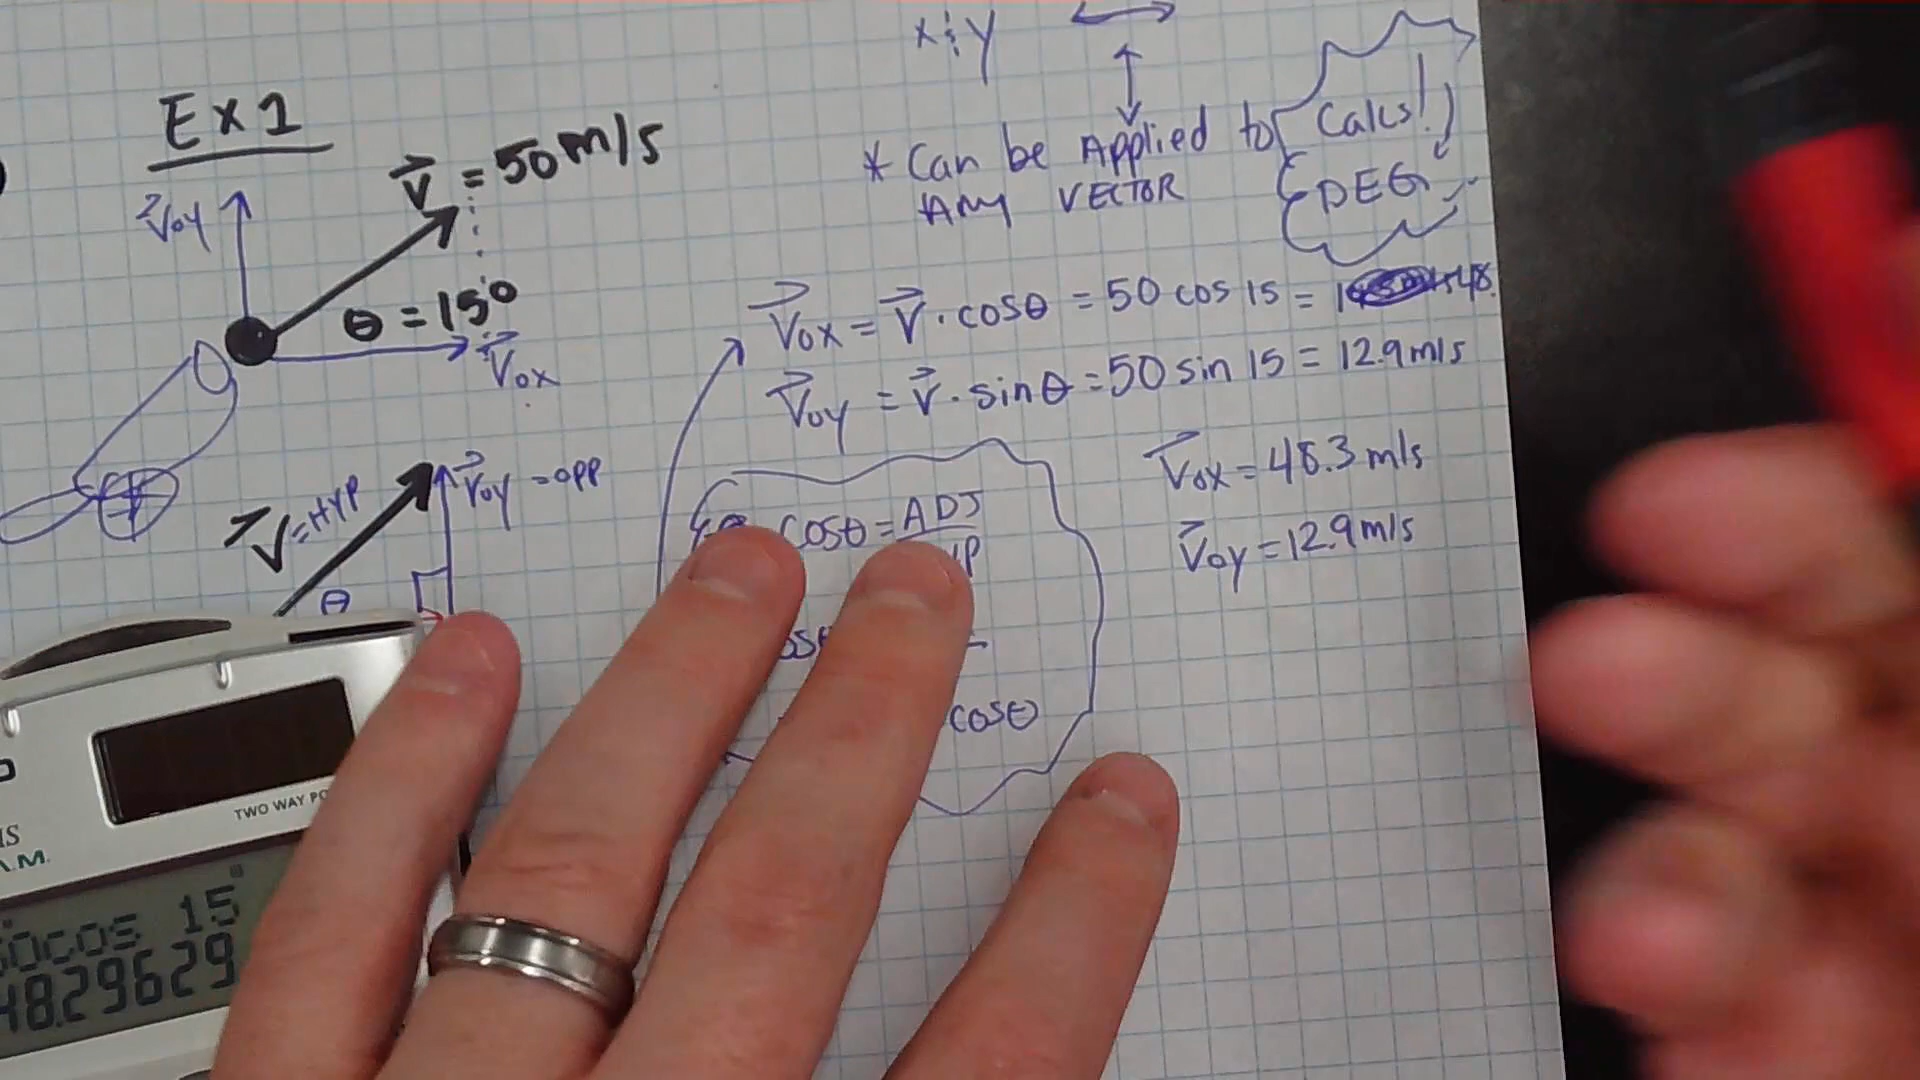 x & y
Ex 1
* Can be Applied to
Any VECTOR
Calcs!
DEG
V = 50 m/s
Voy
θ = 15°
Vox
Vox = V · cosθ = 50 cos 15 =
Voy = V · sinθ = 50 sin 15 = 12.9 m/s
Vox = 48.3 m/s
Voy = 12.9 m/s
V = HYP
Voy = OPP
θ
cosθ = ADJ
cosθ
TWO WAY PO
50cos 15
48.29629